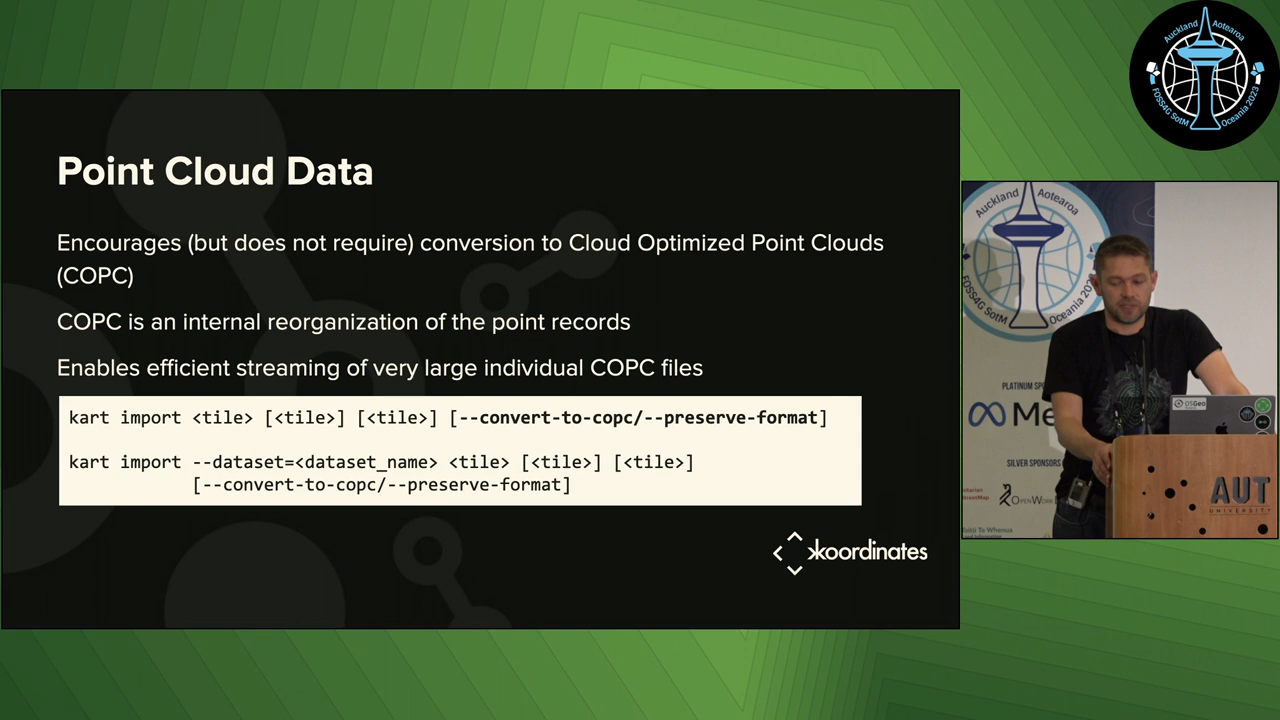 Point Cloud Data
Encourages (but does not require) conversion to Cloud Optimized Point Clouds
(COPC)
COPC is an internal reorganization of the point records
Enables efficient streaming of very large individual COPC files
kart import <tile> [<tile>] [<tile>] [--convert-to-copc/--preserve-format]
kart import --dataset=<dataset_name> <tile> [<tile>] [<tile>]
[--convert-to-copc/--preserve-format]
koordinates
Auckland Aotearoa
FOSS4G SotM Oceania 2023
Auckland Aotearoa
FOSS4G SotM Oceania 202
PLATINUM SPO
Me
SILVER SPONSORS
OPENWORK
OSGeo
AUT
UNIVERSITY